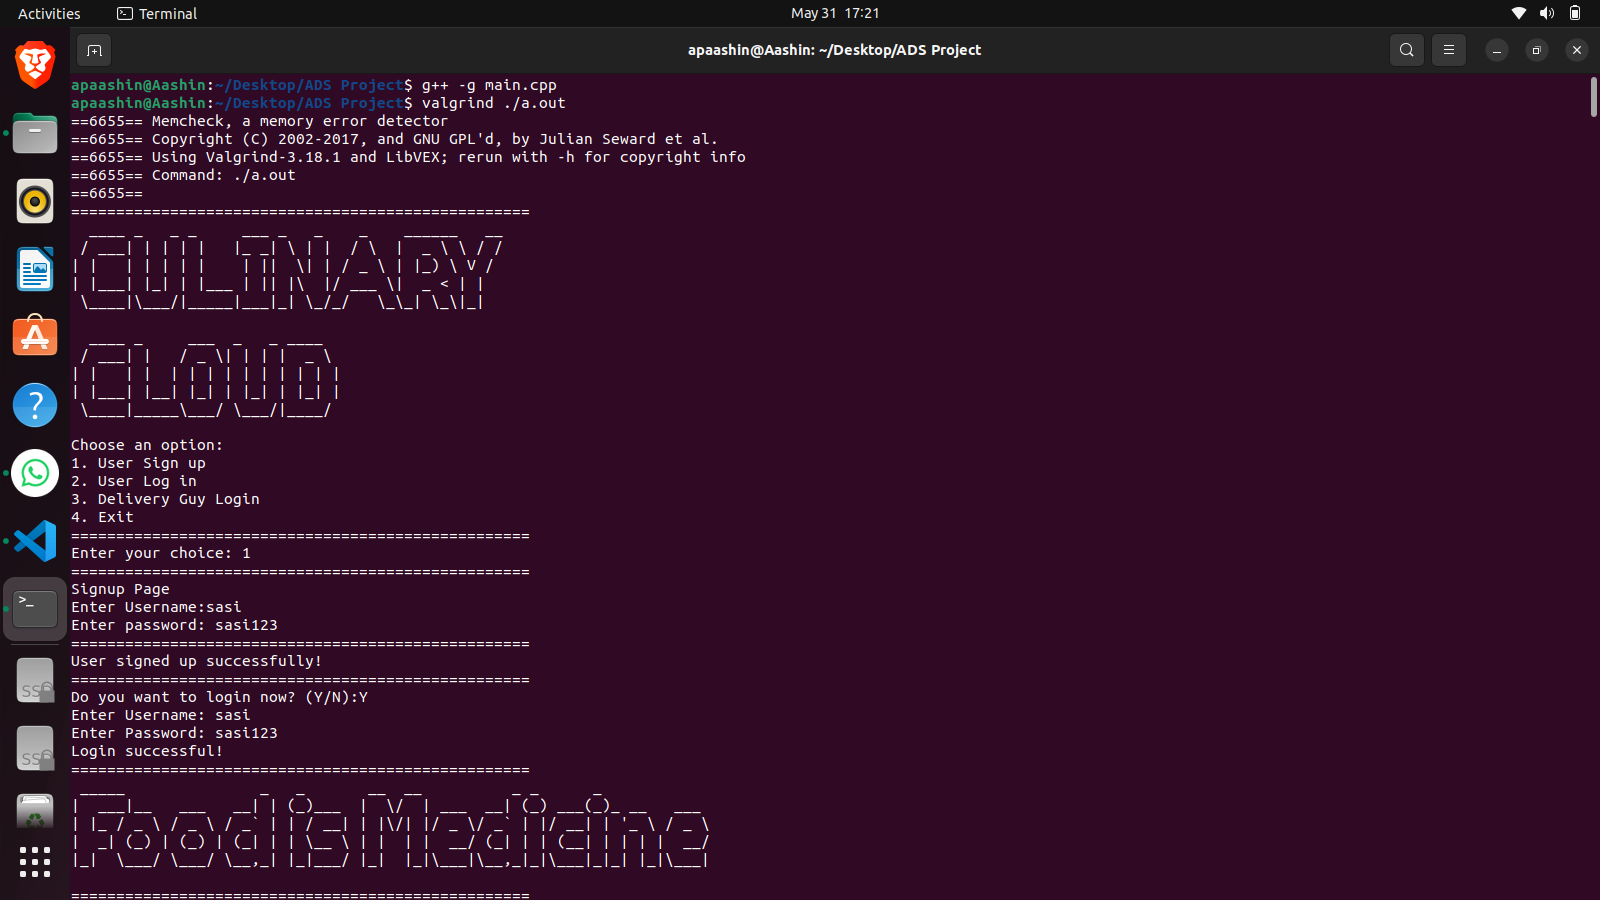 Activities
Terminal
May 31 17:21
apaashin@Aashin: ~/Desktop/ADS Project
apaashin@Aashin:~/Desktop/ADS Project$ g++ -g main.cpp
apaashin@Aashin:~/Desktop/ADS Project$ valgrind ./a.out
==6655== Memcheck, a memory error detector
==6655== Copyright (C) 2002-2017, and GNU GPL'd, by Julian Seward et al.
==6655== Using Valgrind-3.18.1 and LibVEX; rerun with -h for copyright info
==6655== Command: ./a.out
==6655==
===================================================
CULINARY
CLOUD
Choose an option:
1. User Sign up
2. User Log in
3. Delivery Guy Login
4. Exit
===================================================
Enter your choice: 1
===================================================
Signup Page
Enter Username:sasi
Enter password: sasi123
===================================================
User signed up successfully!
===================================================
Do you want to login now? (Y/N):Y
Enter Username: sasi
Enter Password: sasi123
Login successful!
===================================================
Food is Medicine
===================================================